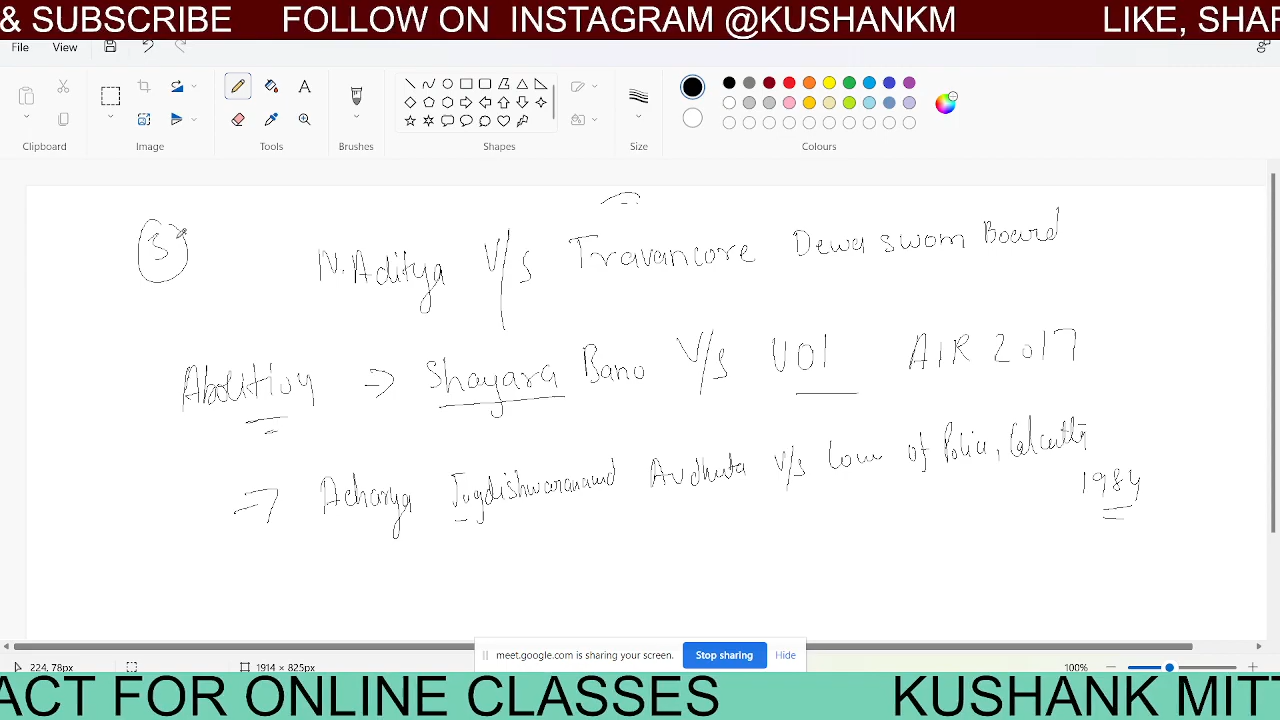 & SUBSCRIBE FOLLOW ON INSTAGRAM @KUSHANKM LIKE, SHAR
File View
Clipboard Image Tools Brushes Shapes Size Colours
3
N. Aditya V/s Travancore Dewaswom Board
Abolition => Shayara Bano V/s UOI AIR 2017
=> Acharya Jugdishwaranand Avdhuta V/s Comm of Police, Calcutta
1984
meet.google.com is sharing your screen. Stop sharing Hide
224, 78px 1914 × 825px 100%
ACT FOR ONLINE CLASSES KUSHANK MITT